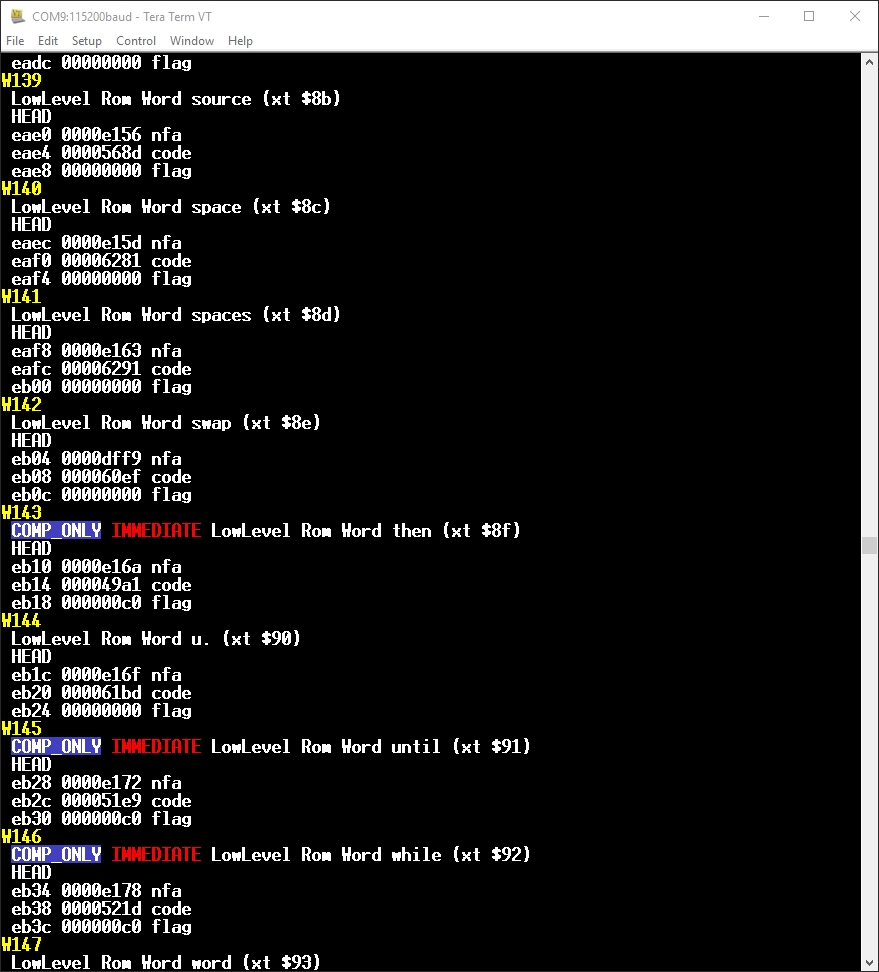 COM9:115200baud - Tera Term VT
File Edit Setup Control Window Help
eadc 00000000 flag
W139
LowLevel Rom Word source (xt $8b)
HEAD
eae0 0000e156 nfa
eae4 0000568d code
eae8 00000000 flag
W140
LowLevel Rom Word space (xt $8c)
HEAD
eaec 0000e15d nfa
eaf0 00006281 code
eaf4 00000000 flag
W141
LowLevel Rom Word spaces (xt $8d)
HEAD
eaf8 0000e163 nfa
eafc 00006291 code
eb00 00000000 flag
W142
LowLevel Rom Word swap (xt $8e)
HEAD
eb04 0000dff9 nfa
eb08 000060ef code
eb0c 00000000 flag
W143
COMP_ONLY IMMEDIATE LowLevel Rom Word then (xt $8f)
HEAD
eb10 0000e16a nfa
eb14 000049a1 code
eb18 000000c0 flag
W144
LowLevel Rom Word u. (xt $90)
HEAD
eb1c 0000e16f nfa
eb20 000061bd code
eb24 00000000 flag
W145
COMP_ONLY IMMEDIATE LowLevel Rom Word until (xt $91)
HEAD
eb28 0000e172 nfa
eb2c 000051e9 code
eb30 000000c0 flag
W146
COMP_ONLY IMMEDIATE LowLevel Rom Word while (xt $92)
HEAD
eb34 0000e178 nfa
eb38 0000521d code
eb3c 000000c0 flag
W147
LowLevel Rom Word word (xt $93)